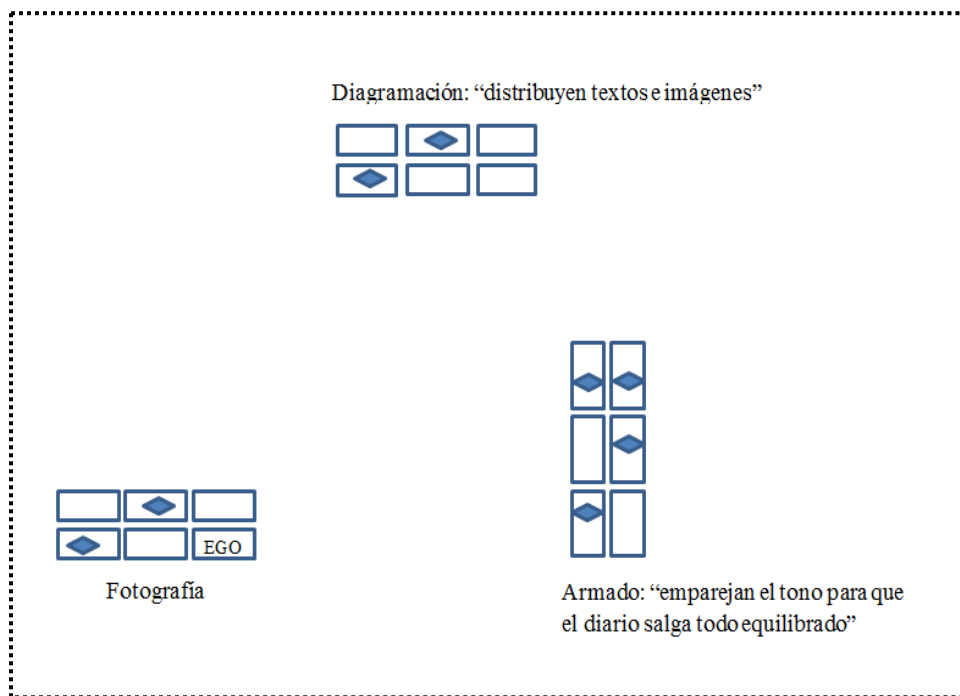 Diagramación: “distribuyen textos e imágenes”
EGO
Fotografía
Armado: “emparejan el tono para que
el diario salga todo equilibrado”